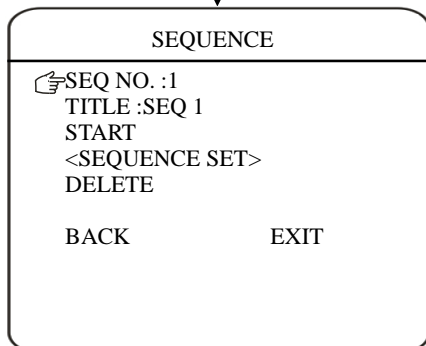 SEQUENCE
SEQ NO. :1
TITLE :SEQ 1
START
<SEQUENCE SET>
DELETE
BACK EXIT